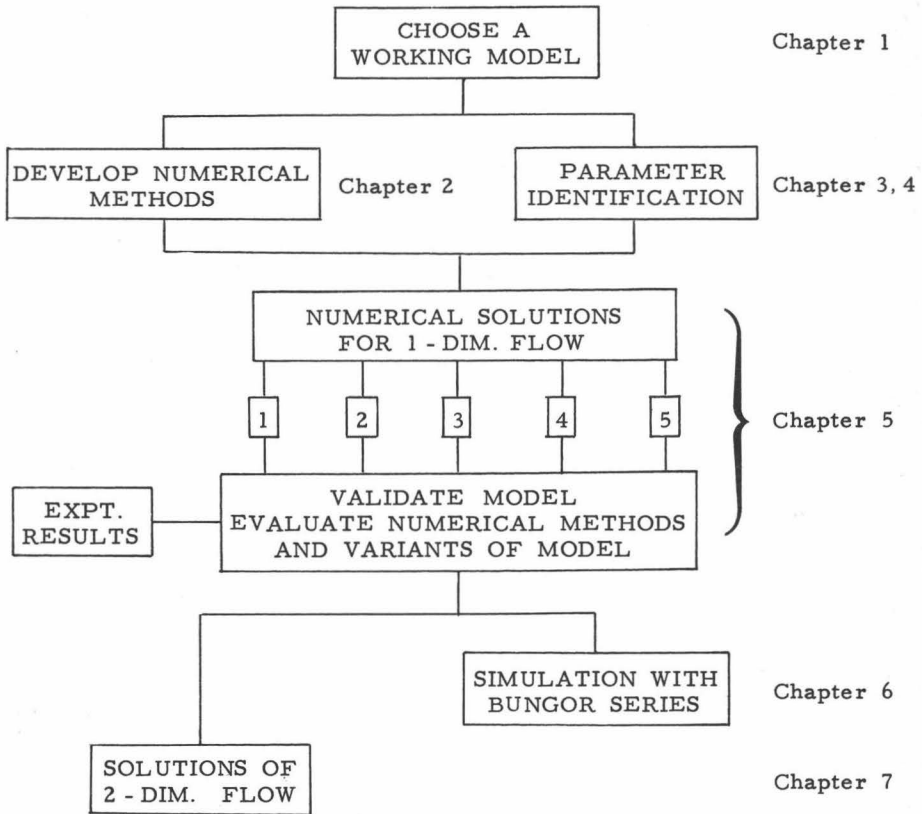 CHOOSE A
WORKING MODEL
Chapter 1
DEVELOP NUMERICAL
METHODS
Chapter 2
PARAMETER
IDENTIFICATION
Chapter 3, 4
NUMERICAL SOLUTIONS
FOR 1 - DIM. FLOW
1 2 3 4 5
Chapter 5
EXPT.
RESULTS
VALIDATE MODEL
EVALUATE NUMERICAL METHODS
AND VARIANTS OF MODEL
SIMULATION WITH
BUNGOR SERIES
Chapter 6
SOLUTIONS OF
2 - DIM. FLOW
Chapter 7